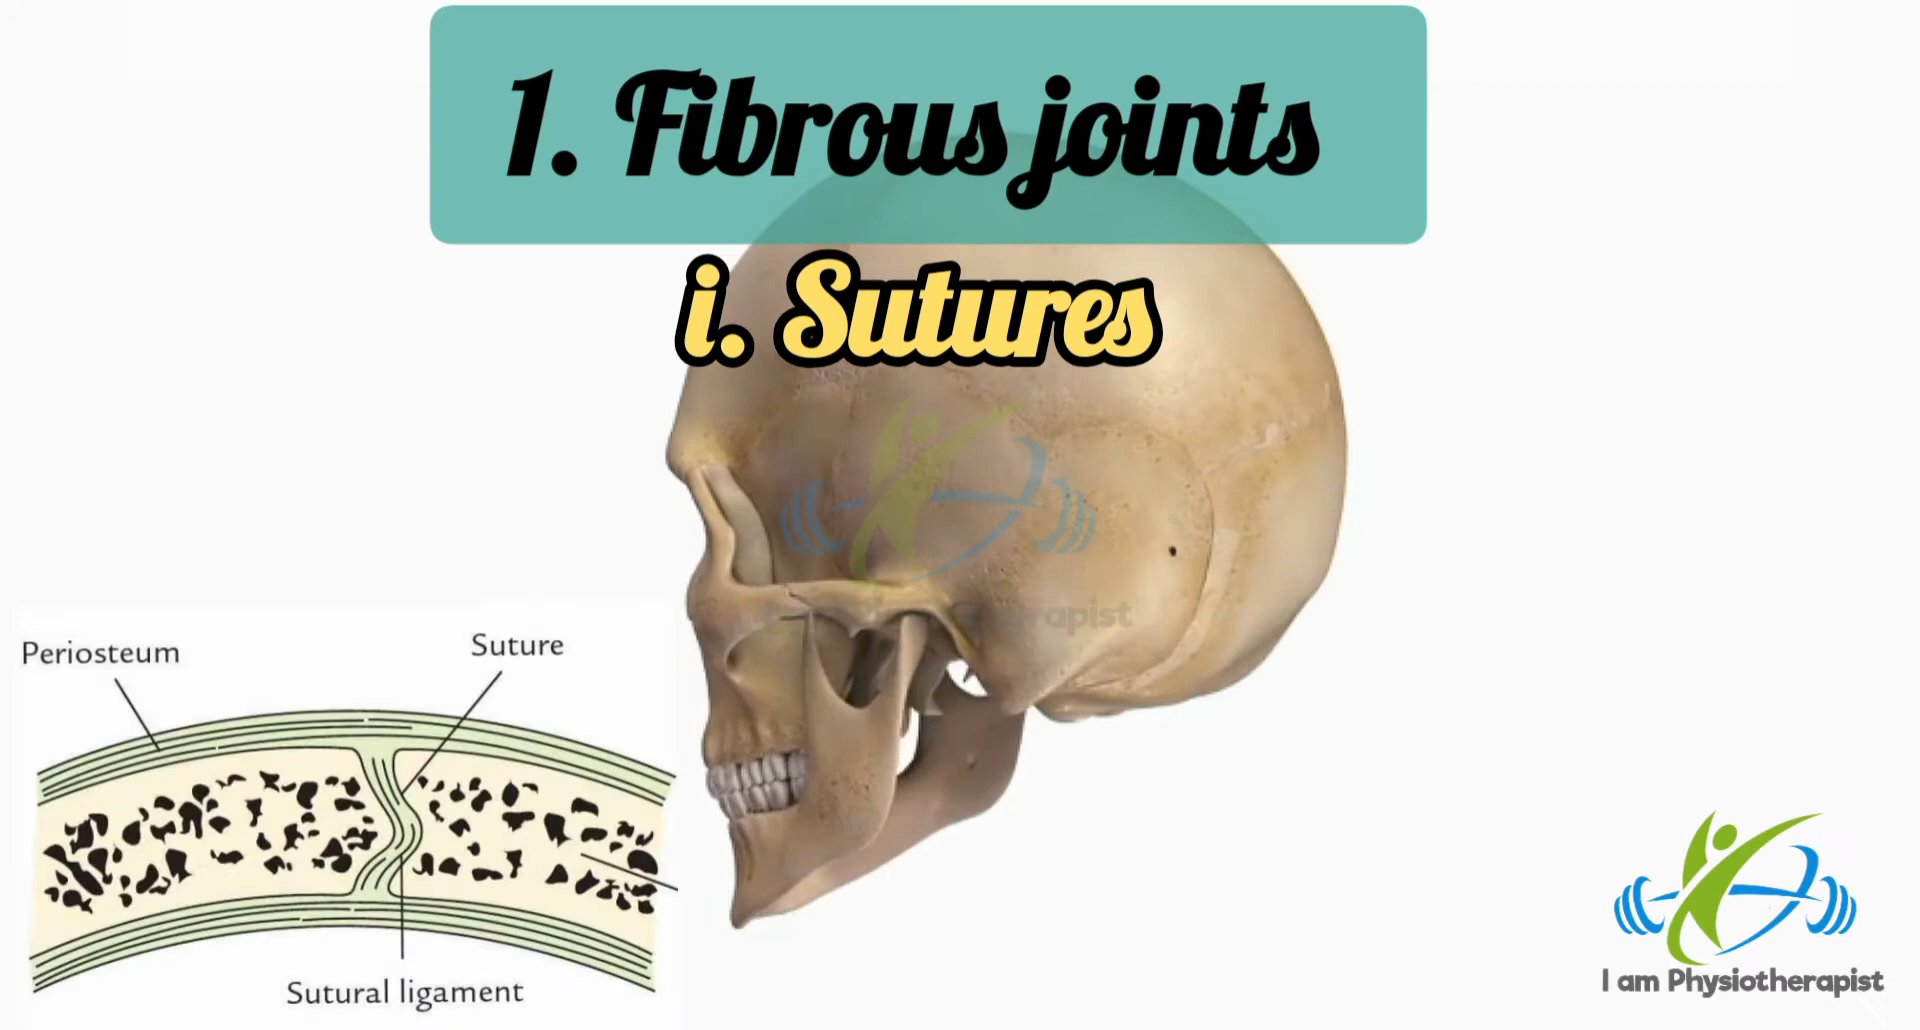 1. Fibrous joints
i. Sutures
Periosteum
Suture
Sutural ligament
I am Physiotherapist